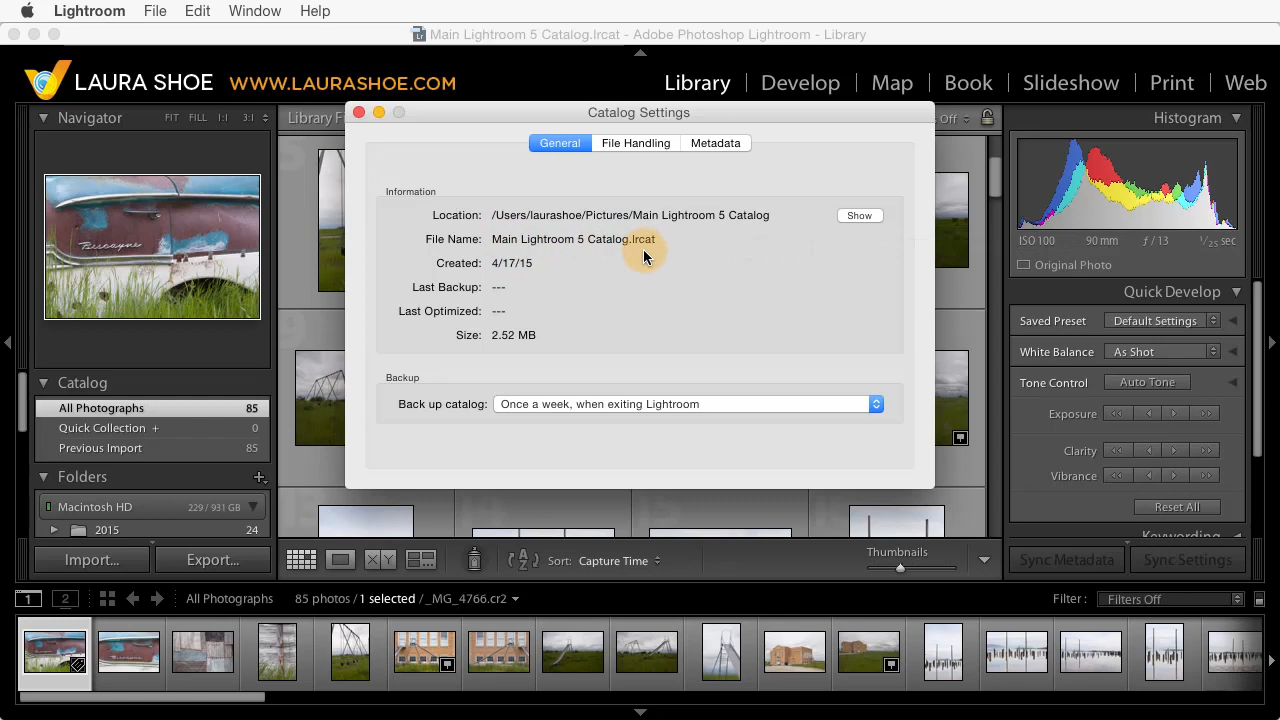 Lightroom File Edit Window Help
Main Lightroom 5 Catalog.lrcat - Adobe Photoshop Lightroom - Library
LAURA SHOE WWW.LAURASHOE.COM
Library | Develop | Map | Book | Slideshow | Print | Web
Navigator FIT FILL 1:1 3:1
Catalog
All Photographs 85
Quick Collection + 0
Previous Import 85
Folders
Macintosh HD 229 / 931 GB
2015 24
Import... Export...
Library Fi
Off
Catalog Settings
General File Handling Metadata
Information
Location: /Users/laurashoe/Pictures/Main Lightroom 5 Catalog Show
File Name: Main Lightroom 5 Catalog.lrcat
Created: 4/17/15
Last Backup: ---
Last Optimized: ---
Size: 2.52 MB
Backup
Back up catalog: Once a week, when exiting Lightroom
Histogram
ISO 100 90 mm ƒ / 13 1/25 sec
Original Photo
Quick Develop
Saved Preset Default Settings
White Balance As Shot
Tone Control Auto Tone
Exposure
Clarity
Vibrance
Reset All
Keywording
Sync Metadata Sync Settings
XY Sort: Capture Time Thumbnails
1 2 All Photographs 85 photos / 1 selected / _MG_4766.cr2 Filter : Filters Off